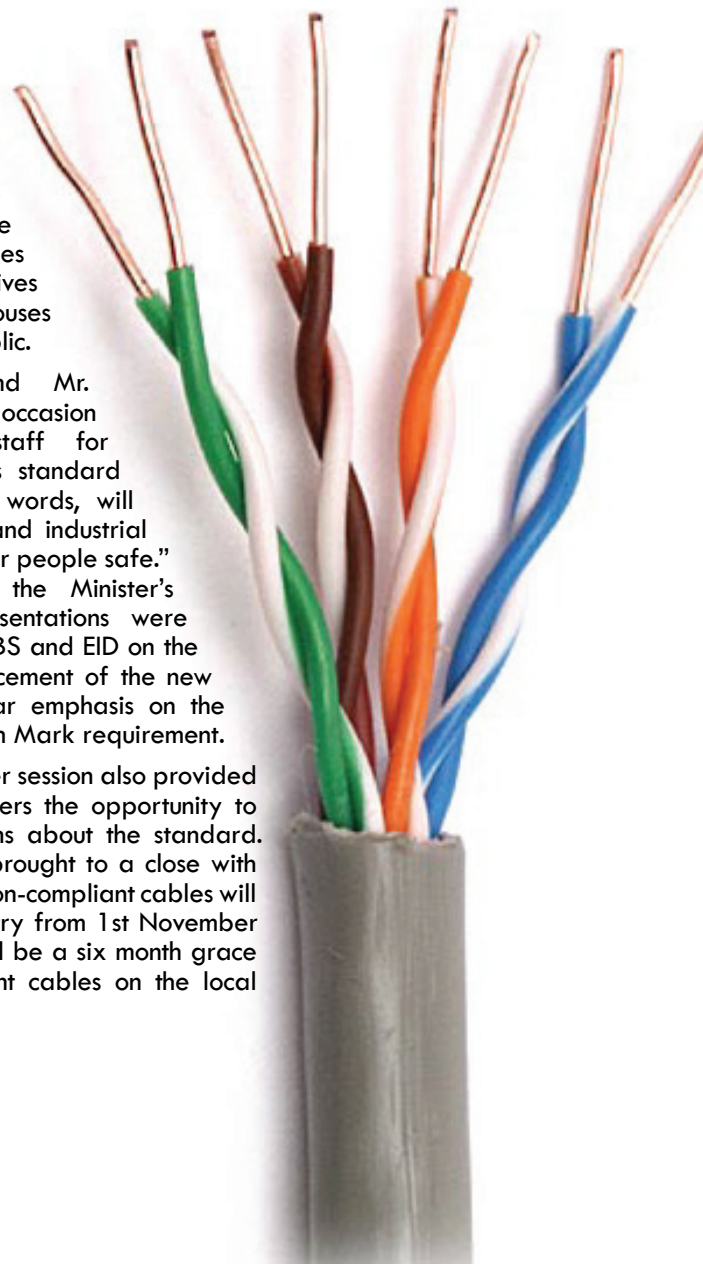 e
es
ives
ouses
lic.
nd Mr.
occasion
staff for
s standard
words, will
and industrial
r people safe.”
the Minister’s
sentations were
BS and EID on the
cement of the new
ar emphasis on the
n Mark requirement.
er session also provided
ers the opportunity to
ns about the standard.
brought to a close with
on-compliant cables will
ry from 1st November
l be a six month grace
nt cables on the local